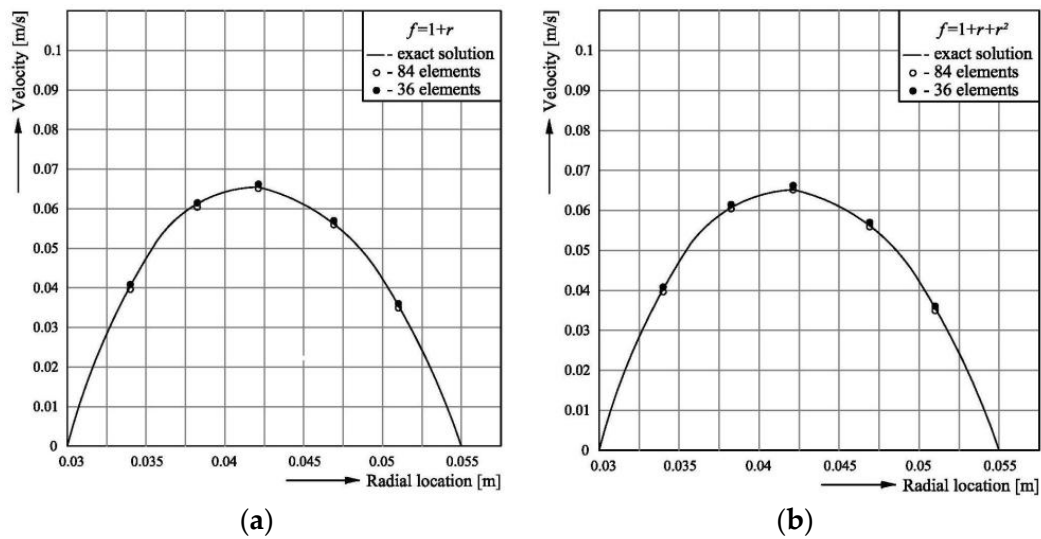 Velocity [m/s]
0.1
0.09
0.08
0.07
0.06
0.05
0.04
0.03
0.02
0.01
0
f=1+r
- exact solution
- 84 elements
- 36 elements
0.03
0.035
0.04
0.045
0.05
0.055
Radial location [m]
(a)
Velocity [m/s]
0.1
0.09
0.08
0.07
0.06
0.05
0.04
0.03
0.02
0.01
0
f=1+r+r²
- exact solution
- 84 elements
- 36 elements
0.03
0.035
0.04
0.045
0.05
0.055
Radial location [m]
(b)